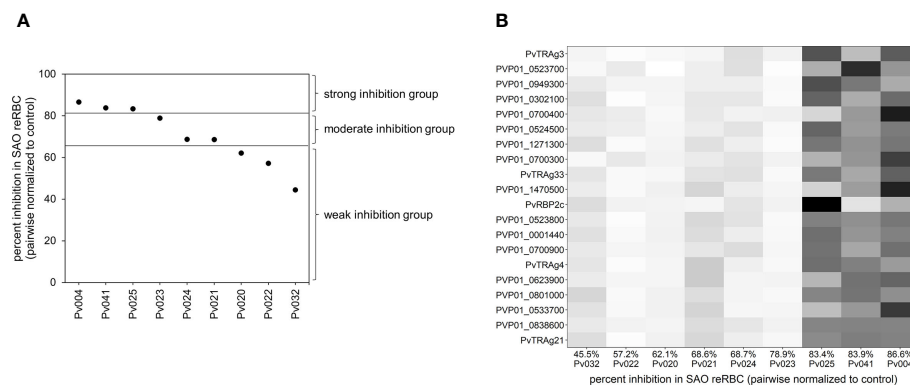 A
B
percent inhibition in SAO reRBC
(pairwise normalized to control)
100
80
60
40
20
0
strong inhibition group
moderate inhibition group
weak inhibition group
Pv004
Pv041
Pv025
Pv023
Pv024
Pv021
Pv020
Pv022
Pv032
PvTRAg3
PVP01_0523700
PVP01_0949300
PVP01_0302100
PVP01_0700400
PVP01_0524500
PVP01_1271300
PVP01_0700300
PvTRAg33
PVP01_1470500
PvRBP2c
PVP01_0523800
PVP01_0001440
PVP01_0700900
PvTRAg4
PVP01_0623900
PVP01_0801000
PVP01_0533700
PVP01_0838600
PvTRAg21
45.5% 57.2% 62.1% 68.6% 68.7% 78.9% 83.4% 83.9% 86.6%
Pv032 Pv022 Pv020 Pv021 Pv024 Pv023 Pv025 Pv041 Pv004
percent inhibition in SAO reRBC (pairwise normalized to control)